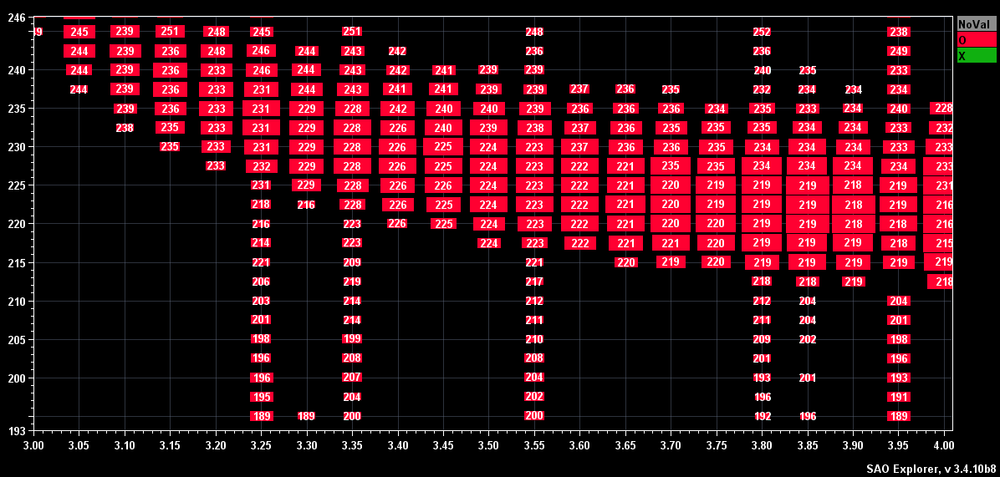 246
245 239 251 248 245 251 248 252 238 NoVal
O
244 239 236 248 246 244 243 242 236 236 249 X
240 244 239 236 233 246 244 243 242 241 239 239 240 235 233
244 239 236 233 231 244 243 241 241 239 239 237 236 235 232 234 234 234
235 239 236 233 231 229 228 242 240 240 239 236 236 236 234 235 233 234 240 228
238 235 233 231 229 228 226 240 239 238 237 236 235 235 235 234 234 233 232
230 235 233 231 229 228 226 225 224 223 237 236 236 235 234 234 234 233 233
233 232 229 228 226 225 224 223 222 221 235 235 234 234 234 234 233
225 231 229 228 226 226 224 223 222 221 220 219 219 219 218 219 231
218 216 228 226 225 224 223 222 221 220 219 219 219 218 219 216
220 216 223 226 225 224 223 222 221 220 220 219 219 218 218 216
214 223 224 223 222 221 221 220 219 219 219 218 215
215 221 209 221 220 219 220 219 219 219 219 219
206 219 217 218 218 219 218
210 203 214 212 212 204 204
201 214 211 211 204 201
205 198 199 210 209 202 198
196 208 208 201 196
200 196 207 204 193 201 193
195 204 202 196 191
189 189 200 200 192 196 189
193
3.00 3.05 3.10 3.15 3.20 3.25 3.30 3.35 3.40 3.45 3.50 3.55 3.60 3.65 3.70 3.75 3.80 3.85 3.90 3.95 4.00
SAO Explorer, v 3.4.10b8